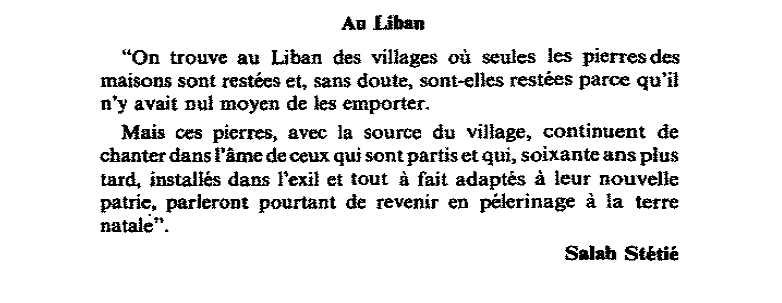 Au Liban
"On trouve au Liban des villages où seules les pierres des
maisons sont restées et, sans doute, sont-elles restées parce qu'il
n'y avait nul moyen de les emporter.
Mais ces pierres, avec la source du village, continuent de
chanter dans l'âme de ceux qui sont partis et qui, soixante ans plus
tard, installés dans l'exil et tout à fait adaptés à leur nouvelle
patrie, parleront pourtant de revenir en pélerinage à la terre
natale".
Salah Stétié